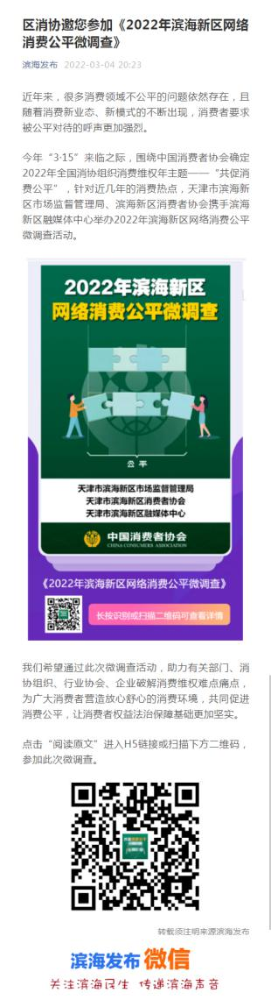 区消协邀您参加《2022年滨海新区网络
消费公平微调查》
滨海发布 2022-03-04 20:23
近年来，很多消费领域不公平的问题依然存在，且
随着消费新业态、新模式的不断出现，消费者要求
被公平对待的呼声更加强烈。
今年“3·15”来临之际，围绕中国消费者协会确定
2022年全国消协组织消费维权年主题——“共促消
费公平”，针对近几年的消费热点，天津市滨海新
区市场监督管理局、滨海新区消费者协会携手滨海
新区融媒体中心举办2022年滨海新区网络消费公平
微调查活动。
2022年滨海新区
网络消费公平微调查
公平
天津市滨海新区市场监督管理局
天津市滨海新区消费者协会
天津市滨海新区融媒体中心
中国消费者协会
CHINA CONSUMERS ASSOCIATION
《2022年滨海新区网络消费公平微调查》
长按识别或扫描二维码可查看详情
我们希望通过此次微调查活动，助力有关部门、消
协组织、行业协会、企业破解消费维权难点痛点，
为广大消费者营造放心舒心的消费环境，共同促进
消费公平，让消费者权益法治保障基础更加坚实。
点击“阅读原文”进入H5链接或扫描下方二维码，
参加此次微调查。
转载须注明来源滨海发布
滨海发布 微信
关注滨海民生 传递滨海声音